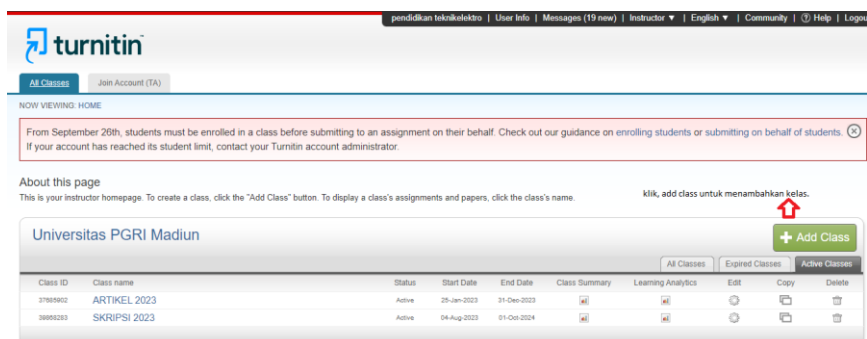 pendidikan teknikelektro | User Info | Messages (19 new) | Instructor ▼ | English ▼ | Community | ? Help | Logou
turnitin
All Classes Join Account (TA)
NOW VIEWING: HOME
From September 26th, students must be enrolled in a class before submitting to an assignment on their behalf. Check out our guidance on enrolling students or submitting on behalf of students.
If your account has reached its student limit, contact your Turnitin account administrator.
About this page
This is your instructor homepage. To create a class, click the "Add Class" button. To display a class's assignments and papers, click the class's name.
klik, add class untuk menambahkan kelas.
Universitas PGRI Madiun
+ Add Class
All Classes Expired Classes Active Classes
Class ID Class name Status Start Date End Date Class Summary Learning Analytics Edit Copy Delete
ARTIKEL 2023 Active 25-Jan-2023 31-Dec-2023
SKRIPSI 2023 Active 04-Aug-2023 01-Oct-2024